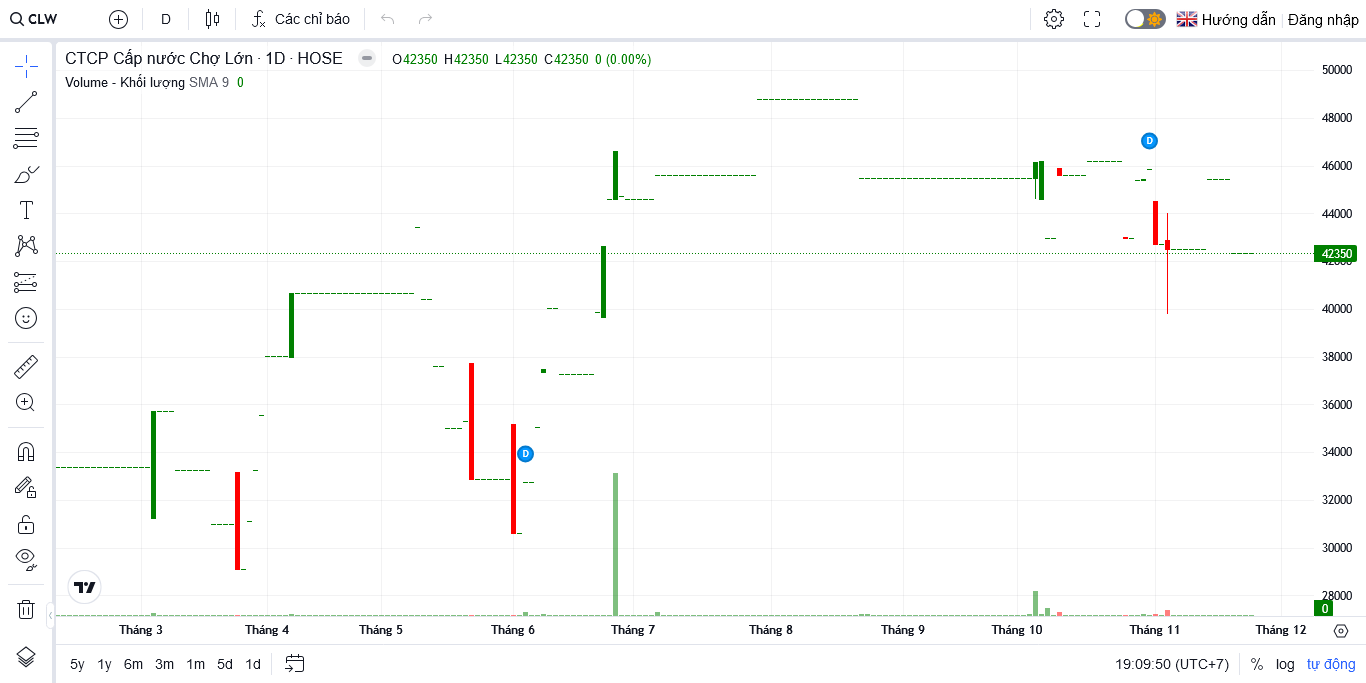 CLW D Các chỉ báo Hướng dẫn Đăng nhập
CTCP Cấp nước Chợ Lớn · 1D · HOSE O42350 H42350 L42350 C42350 0 (0.00%)
Volume - Khối lượng SMA 9 0
50000
48000
46000
44000
42000
42350
40000
38000
36000
34000
32000
30000
28000
0
D
D
Tháng 3 Tháng 4 Tháng 5 Tháng 6 Tháng 7 Tháng 8 Tháng 9 Tháng 10 Tháng 11 Tháng 12
5y 1y 6m 3m 1m 5d 1d 19:09:50 (UTC+7) % log tự động